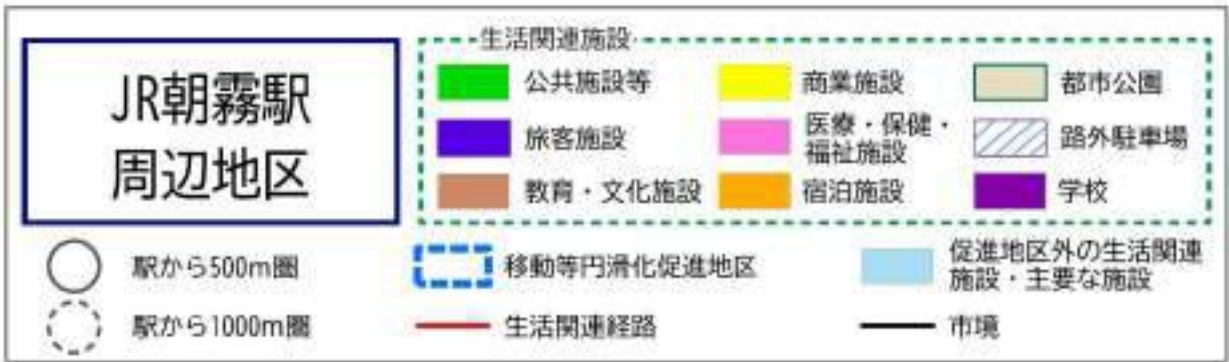 JR朝霧駅
周辺地区
生活関連施設
公共施設等
商業施設
都市公園
旅客施設
医療・保健・
福祉施設
路外駐車場
教育・文化施設
宿泊施設
学校
駅から500m圏
移動等円滑化促進地区
促進地区外の生活関連
施設・主要な施設
駅から1000m圏
生活関連経路
市境